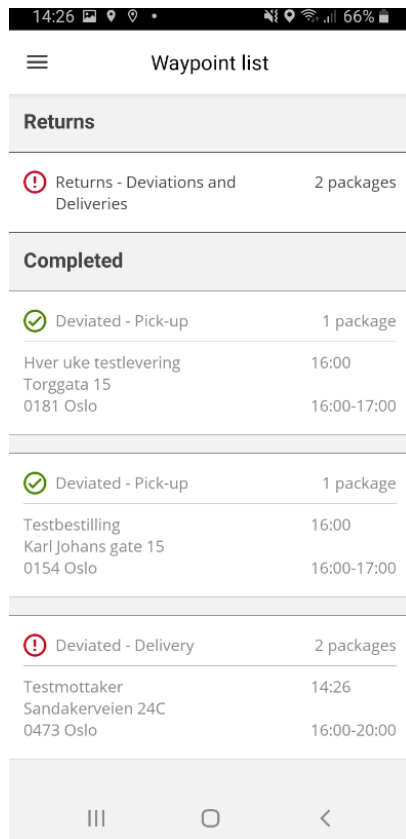 14:26 66%
Waypoint list
Returns
Returns - Deviations and 2 packages
Deliveries
Completed
Deviated - Pick-up 1 package
Hver uke testlevering 16:00
Torggata 15
0181 Oslo 16:00-17:00
Deviated - Pick-up 1 package
Testbestilling 16:00
Karl Johans gate 15
0154 Oslo 16:00-17:00
Deviated - Delivery 2 packages
Testmottaker 14:26
Sandakerveien 24C
0473 Oslo 16:00-20:00